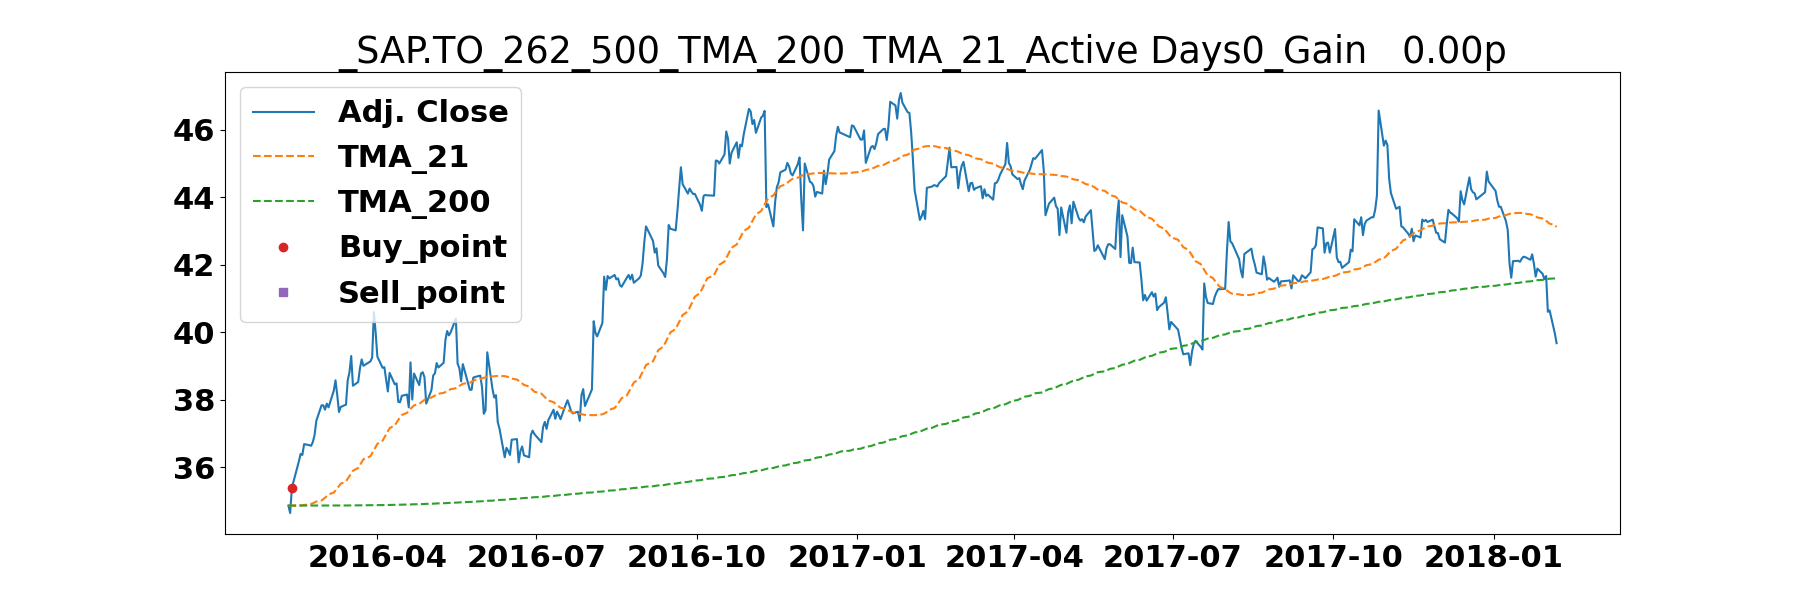 _SAP.TO_262_500_TMA_200_TMA_21_Active Days0_Gain   0.00p
Adj. Close
TMA_21
TMA_200
Buy_point
Sell_point
46
44
42
40
38
36
2016-04 2016-07 2016-10 2017-01 2017-04 2017-07 2017-10 2018-01